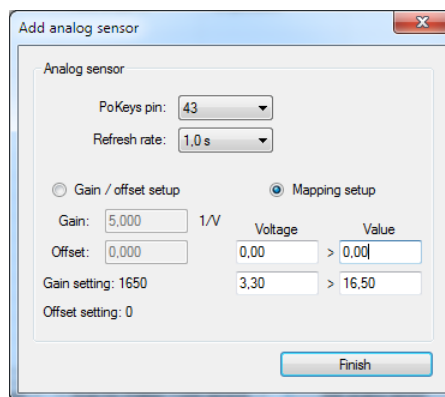 Add analog sensor
Analog sensor
PoKeys pin: 43
Refresh rate: 1,0 s
Gain / offset setup Mapping setup
Gain: 5,000 1/V Voltage Value
Offset: 0,000 0,00 > 0,00
Gain setting: 1650 3,30 > 16,50
Offset setting: 0
Finish